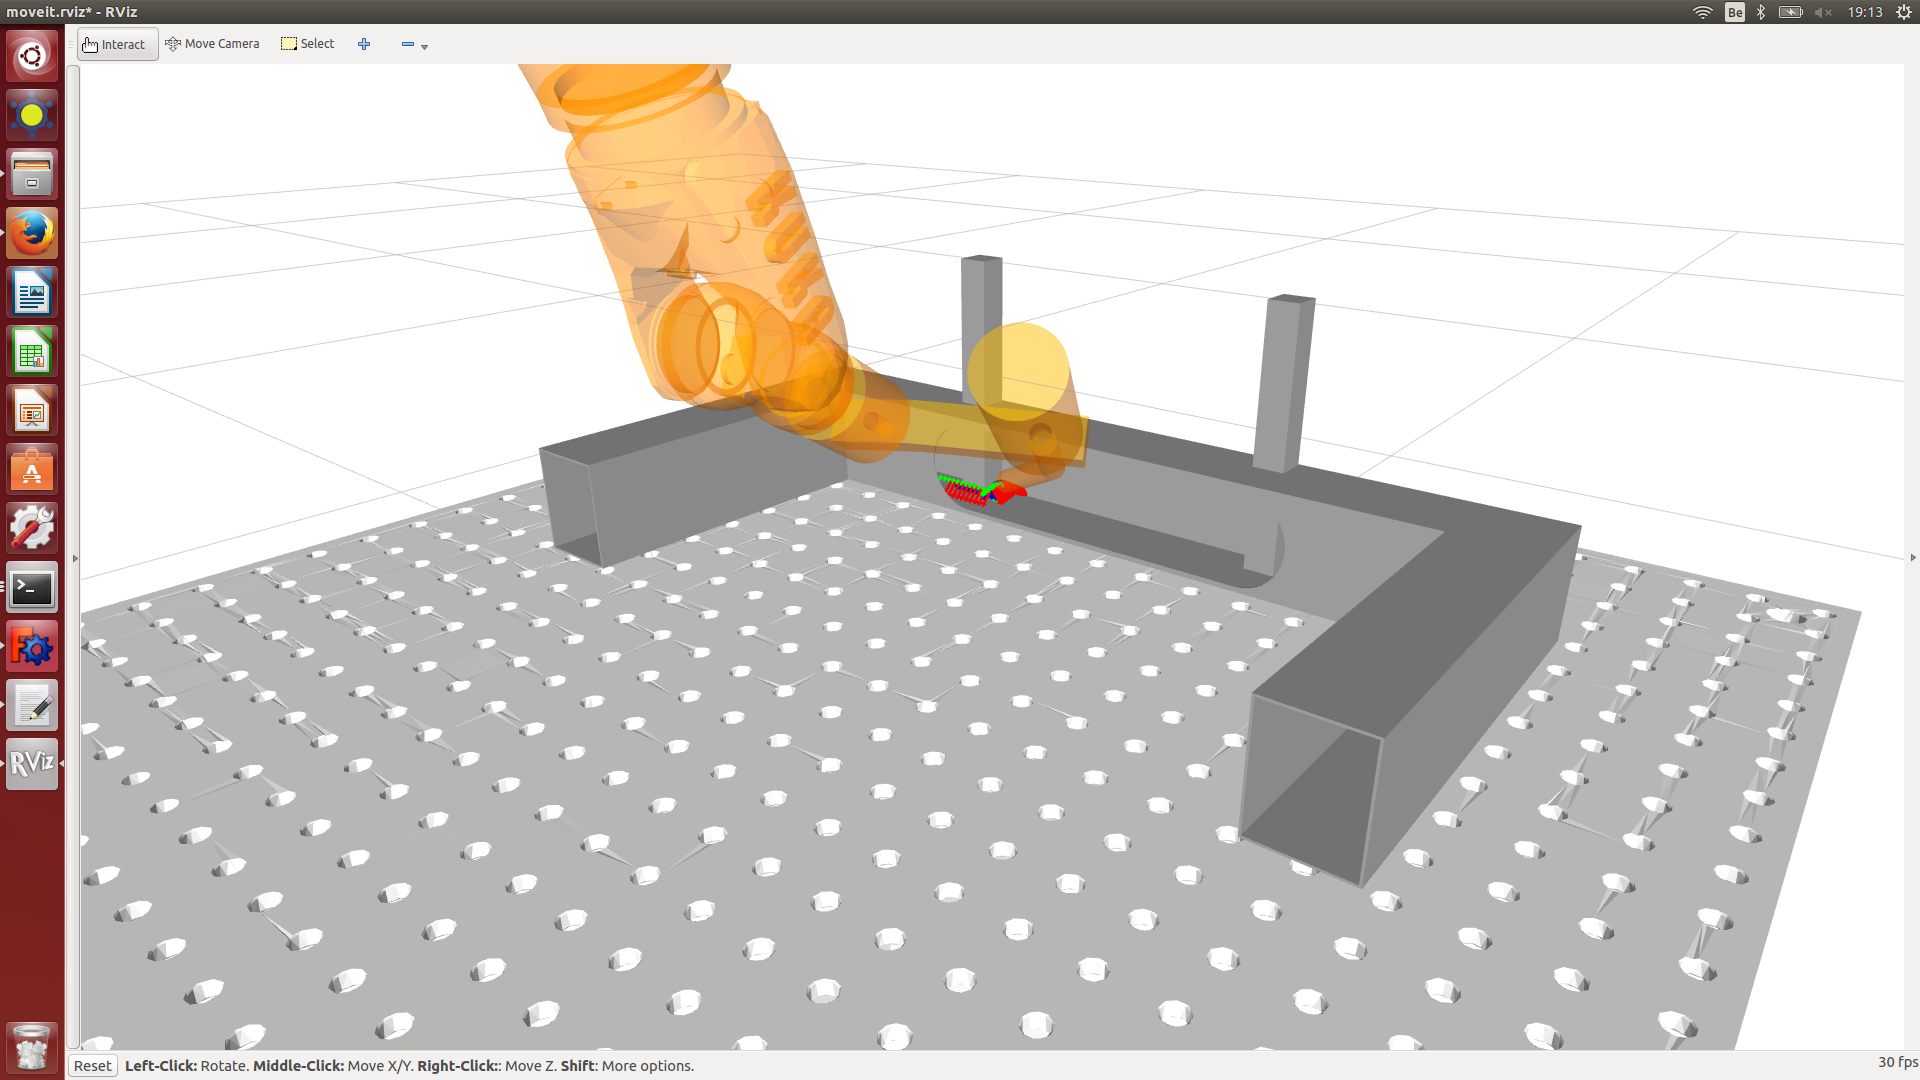 moveit.rviz* - RViz
Be
19:13
Interact
Move Camera
Select
RViz
Reset
Left-Click: Rotate. Middle-Click: Move X/Y. Right-Click:: Move Z. Shift: More options.
30 fps